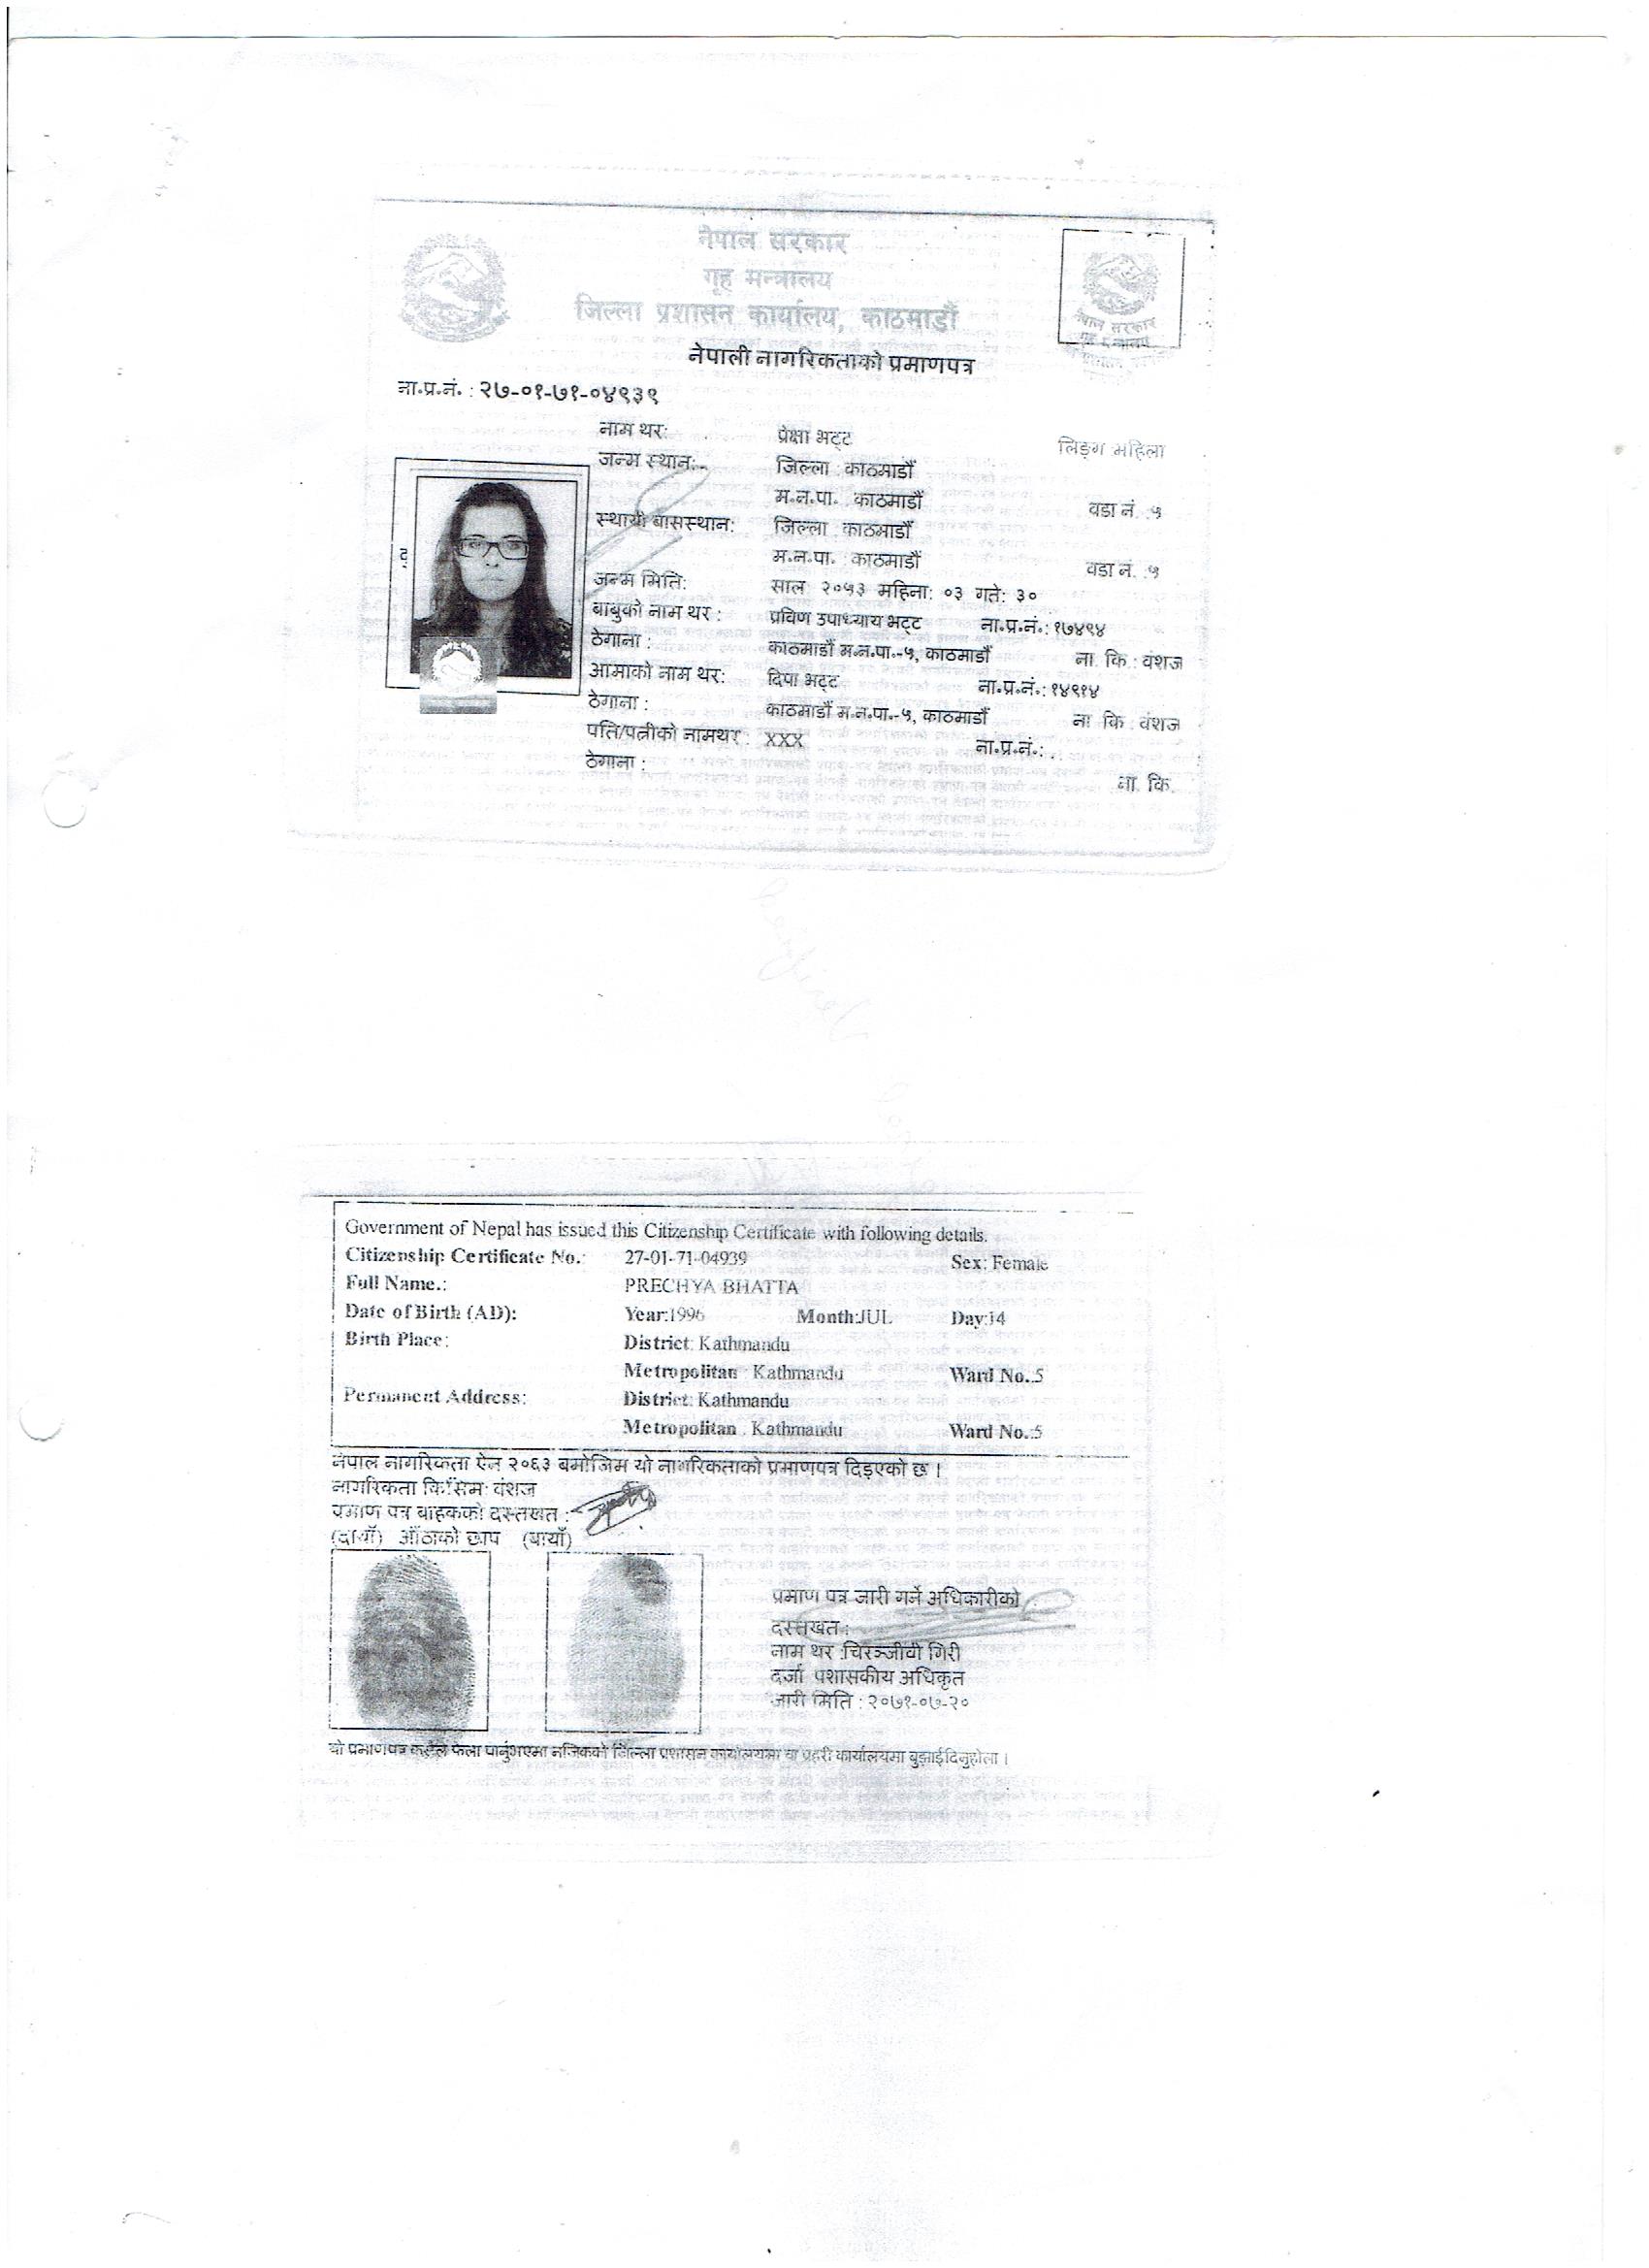 नेपाल सरकार
गृह मन्त्रालय
जिल्ला प्रशासन कार्यालय, काठमाडौं
नेपाल सरकार
नेपाली नागरिकताको प्रमाणपत्र
ना.प्र.नं. : २७-०१-७१-०४९३९
नाम थर: प्रेक्षा भट्ट लिङ्ग महिला
जन्म स्थान: जिल्ला : काठमाडौं
म.न.पा. काठमाडौं वडा नं. ५
स्थायी बासस्थान: जिल्ला काठमाडौं
म.न.पा. : काठमाडौं वडा नं. ५
जन्म मिति: साल २०५३ महिना: ०३ गते: ३०
बाबुको नाम थर : प्रविण उपाध्याय भट्ट ना.प्र.नं.: १७४९४
ठेगाना : काठमाडौं म.न.पा.-५, काठमाडौं ना. कि.: वंशज
आमाको नाम थर: दिपा भट्ट ना.प्र.नं.: १४९१४
ठेगाना : काठमाडौं म.न.पा.-५, काठमाडौं ना कि वंशज
पति/पत्नीको नामथर : XXX ना.प्र.नं.:
ठेगाना : ना. कि.
Government of Nepal has issued this Citizenship Certificate with following details.
Citizenship Certificate No.: 27-01-71-04939 Sex: Female
Full Name.: PRECHYA BHATTA
Date of Birth (AD): Year:1996 Month:JUL Day:14
Birth Place: District: Kathmandu
Metropolitan : Kathmandu Ward No.:5
Permanent Address: District: Kathmandu
Metropolitan : Kathmandu Ward No.:5
नेपाल नागरिकता ऐन २०६३ बमोजिम यो नागरिकताको प्रमाणपत्र दिइएको छ ।
नागरिकता किसिम: वंशज
प्रमाण पत्र बाहकको दस्तखत :
(दायाँ) औंठाको छाप (बायाँ)
प्रमाण पत्र जारी गर्ने अधिकारीको
दस्तखत :
नाम थर :चिरञ्जीवी गिरी
दर्जा प्रशासकीय अधिकृत
जारी मिति : २०७१-०७-२०
यो प्रमाणपत्र कसैले फेला पार्नुभएमा नजिकको जिल्ला प्रशासन कार्यालयमा वा प्रहरी कार्यालयमा बुझाईदिनुहोला ।